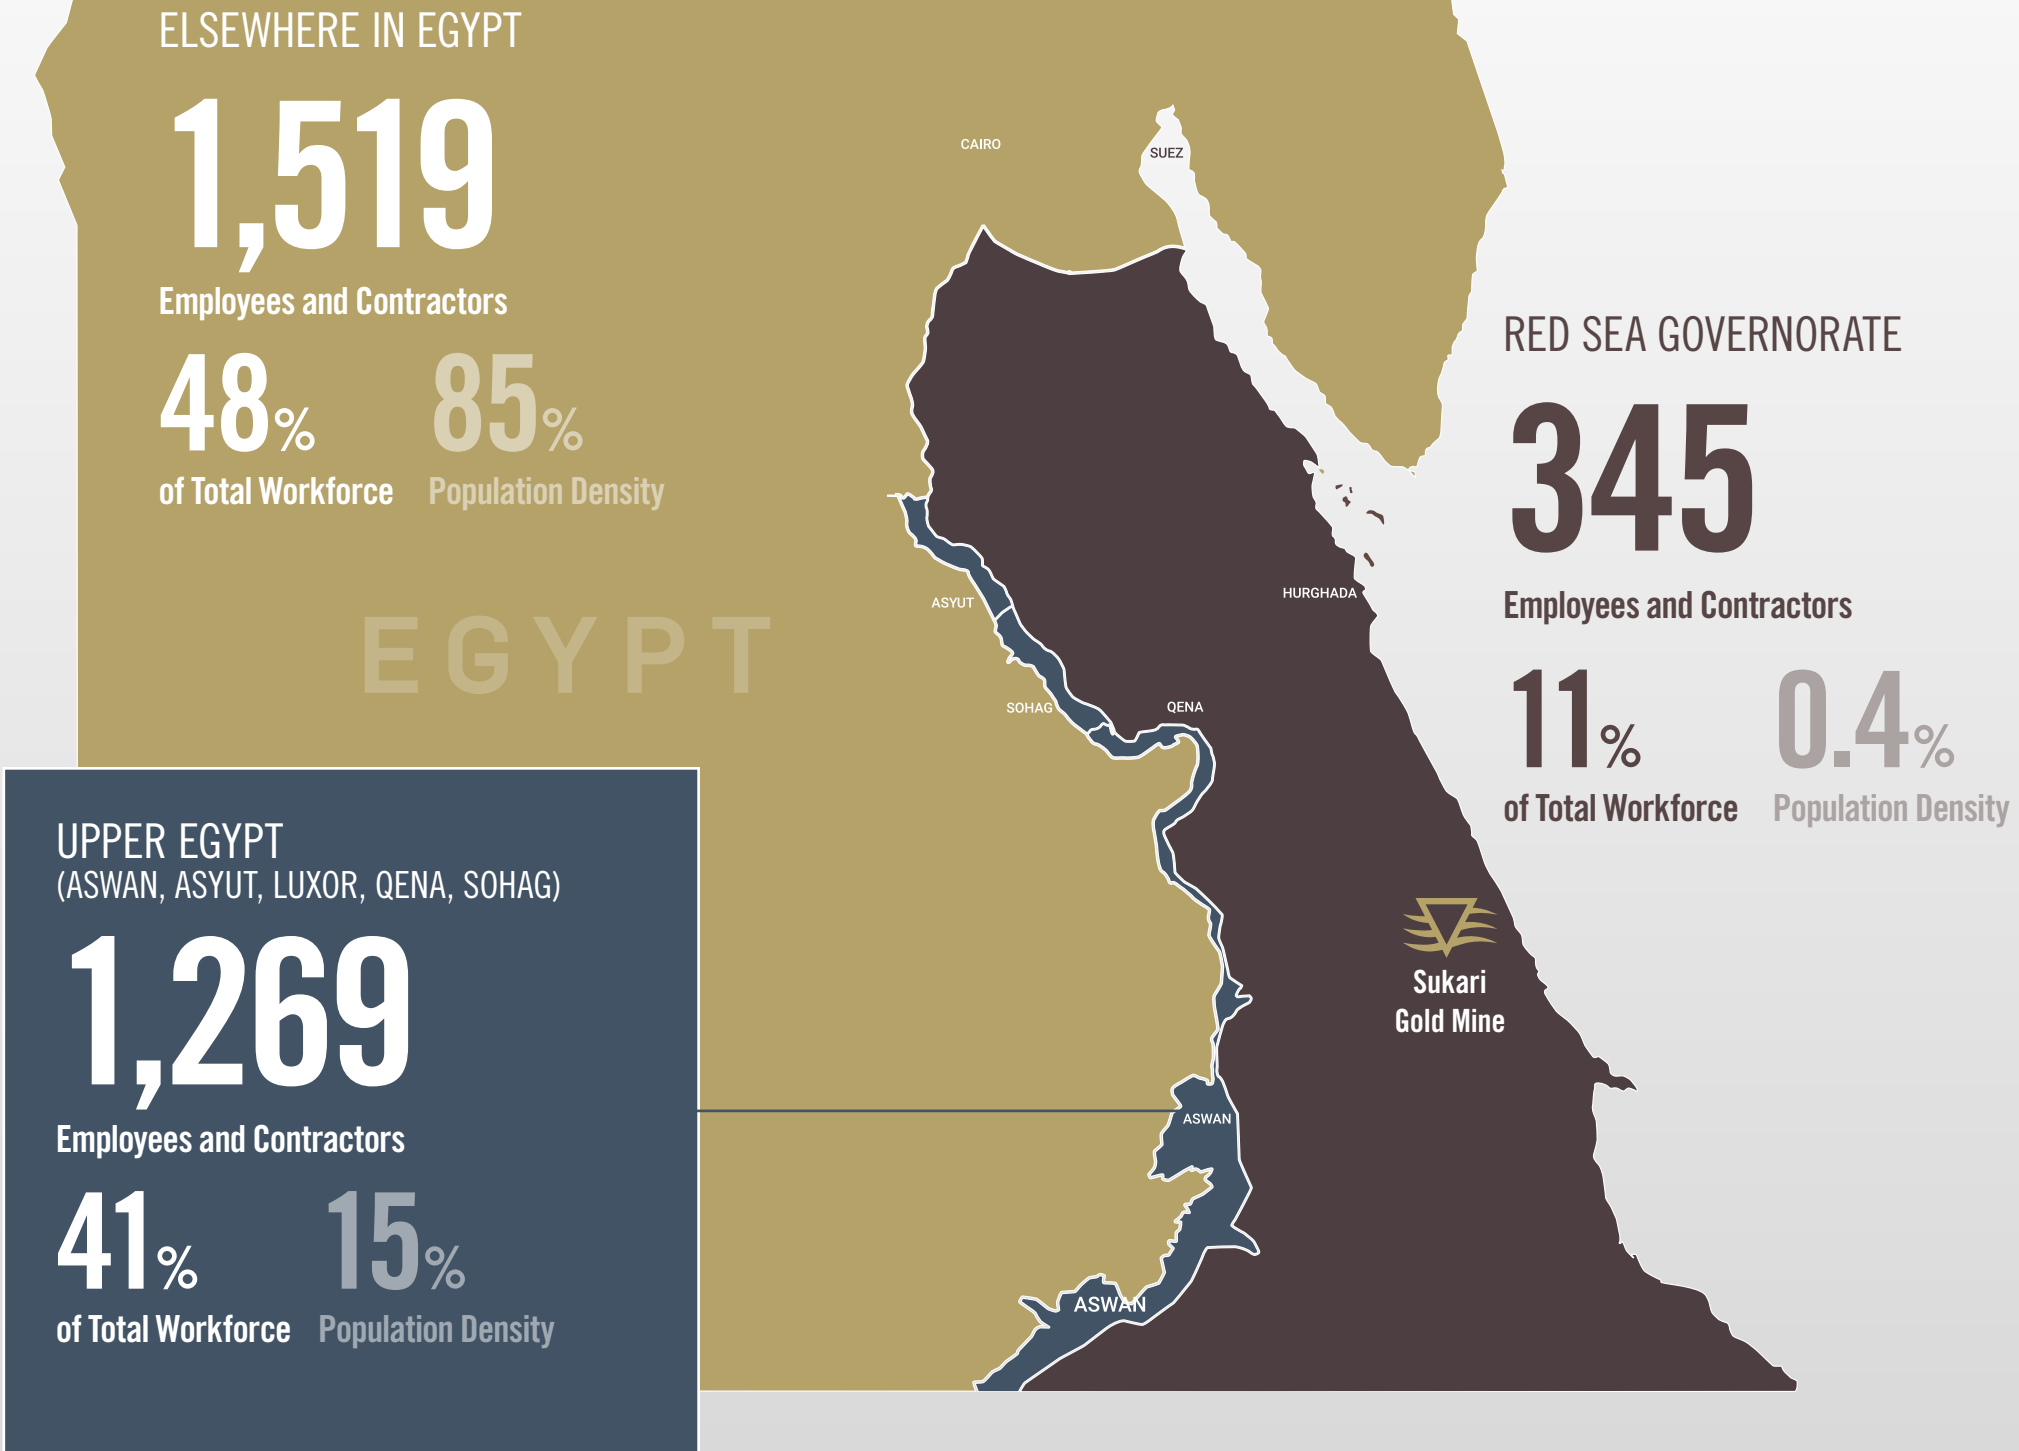 ELSEWHERE IN EGYPT
1,519
Employees and Contractors
48% 85%
of Total Workforce Population Density
EGYPT
UPPER EGYPT
(ASWAN, ASYUT, LUXOR, QENA, SOHAG)
1,269
Employees and Contractors
41% 15%
of Total Workforce Population Density
CAIRO
SUEZ
ASYUT
HURGHADA
SOHAG
QENA
Sukari
Gold Mine
ASWAN
ASWAN
RED SEA GOVERNORATE
345
Employees and Contractors
11% 0.4%
of Total Workforce Population Density